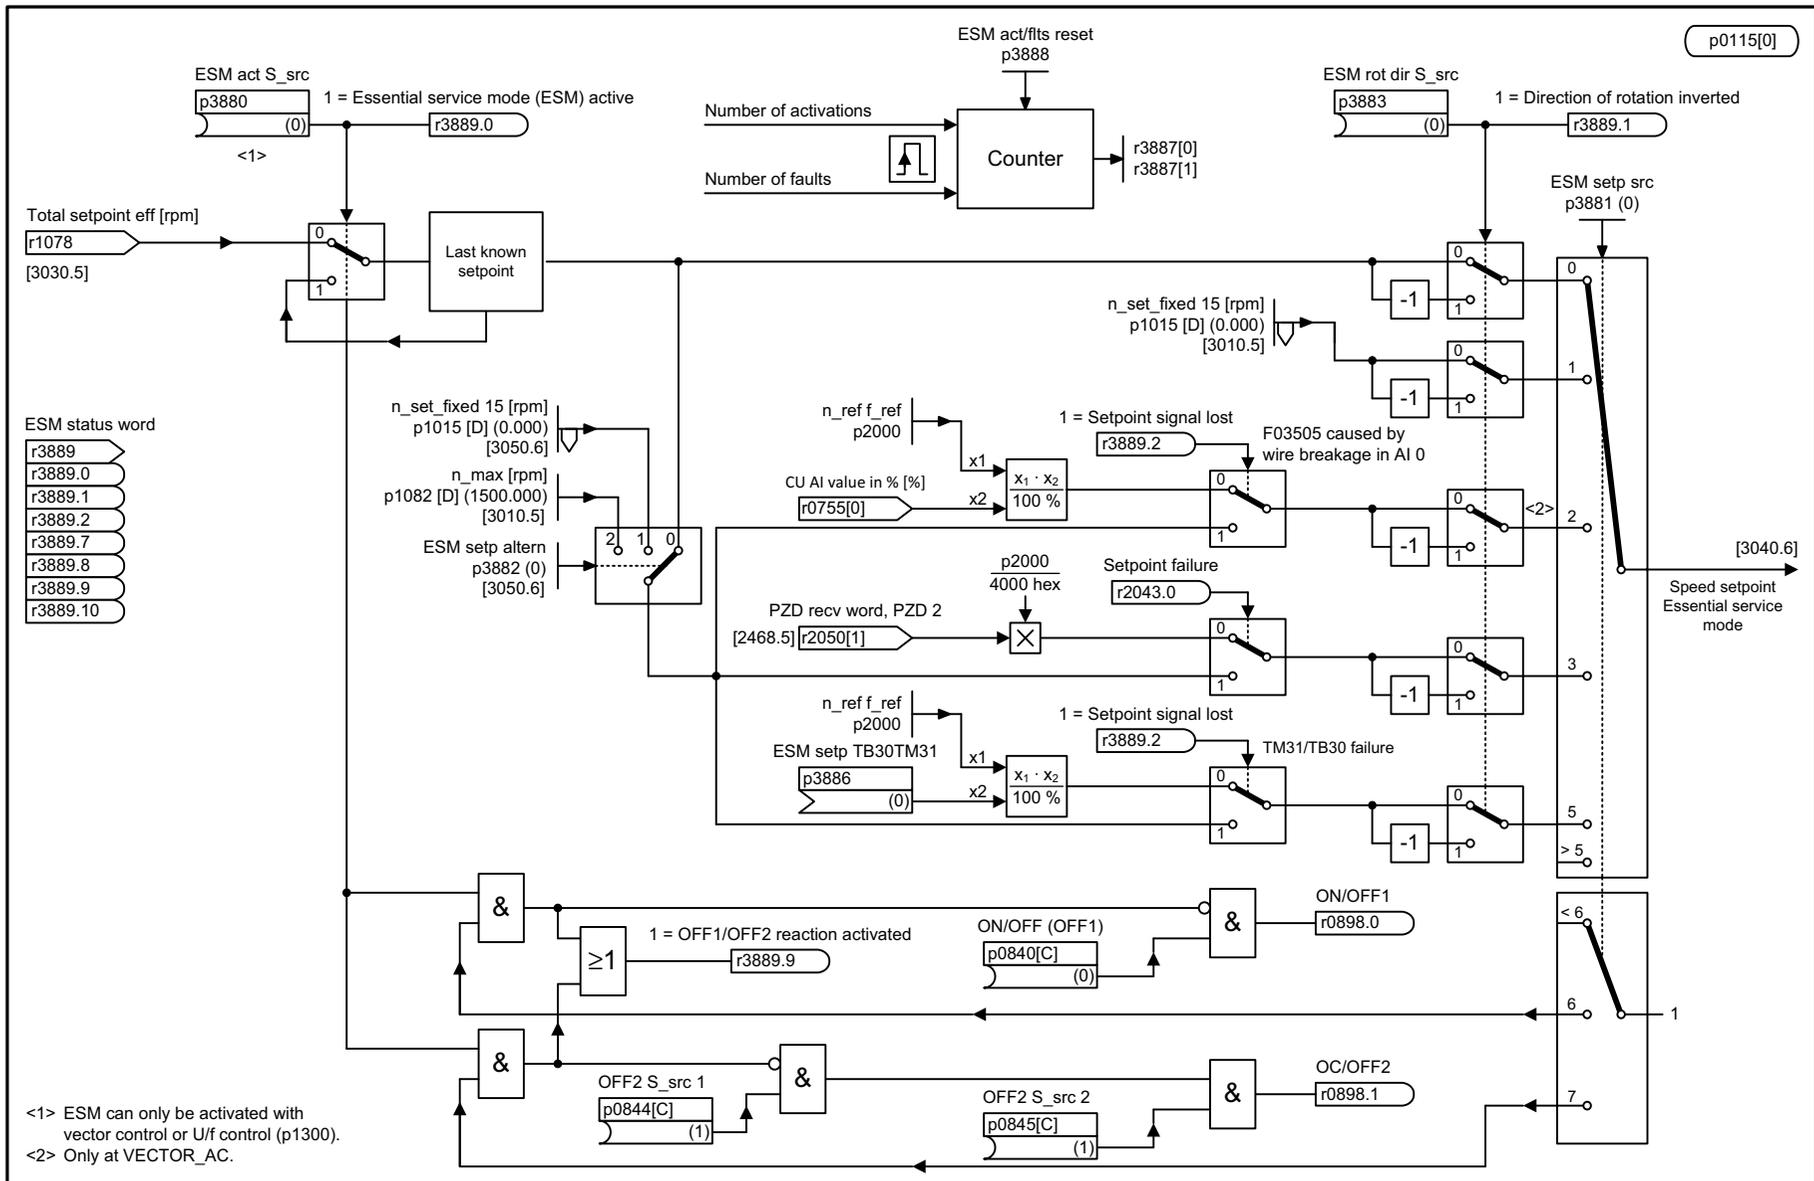 ESM act/flts reset
p3888
p0115[0]
ESM act S_src
p3880
(0)
<1>
1 = Essential service mode (ESM) active
r3889.0
Number of activations
Number of faults
Counter
r3887[0]
r3887[1]
ESM rot dir S_src
p3883
(0)
1 = Direction of rotation inverted
r3889.1
ESM setp src
p3881 (0)
Total setpoint eff [rpm]
r1078
[3030.5]
0
1
Last known
setpoint
0
-1
1
0
n_set_fixed 15 [rpm]
p1015 [D] (0.000)
[3010.5]
0
-1
1
1
ESM status word
r3889
r3889.0
r3889.1
r3889.2
r3889.7
r3889.8
r3889.9
r3889.10
n_set_fixed 15 [rpm]
p1015 [D] (0.000)
[3050.6]
n_max [rpm]
p1082 [D] (1500.000)
[3010.5]
ESM setp altern
p3882 (0)
[3050.6]
2
1
0
n_ref f_ref
p2000
x1
CU AI value in % [%]
r0755[0]
x2
x₁ · x₂
100 %
1 = Setpoint signal lost
r3889.2
F03505 caused by
wire breakage in AI 0
0
1
0
-1
1
<2>
2
p2000
4000 hex
Setpoint failure
r2043.0
PZD recv word, PZD 2
[2468.5]
r2050[1]
0
1
0
-1
1
3
[3040.6]
Speed setpoint
Essential service
mode
n_ref f_ref
p2000
x1
ESM setp TB30TM31
p3886
(0)
x2
x₁ · x₂
100 %
1 = Setpoint signal lost
r3889.2
TM31/TB30 failure
0
1
0
-1
1
5
> 5
&
≥1
1 = OFF1/OFF2 reaction activated
r3889.9
ON/OFF (OFF1)
p0840[C]
(0)
&
ON/OFF1
r0898.0
< 6
6
1
&
OFF2 S_src 1
p0844[C]
(1)
&
OFF2 S_src 2
p0845[C]
(1)
&
OC/OFF2
r0898.1
7
<1> ESM can only be activated with
vector control or U/f control (p1300).
<2> Only at VECTOR_AC.